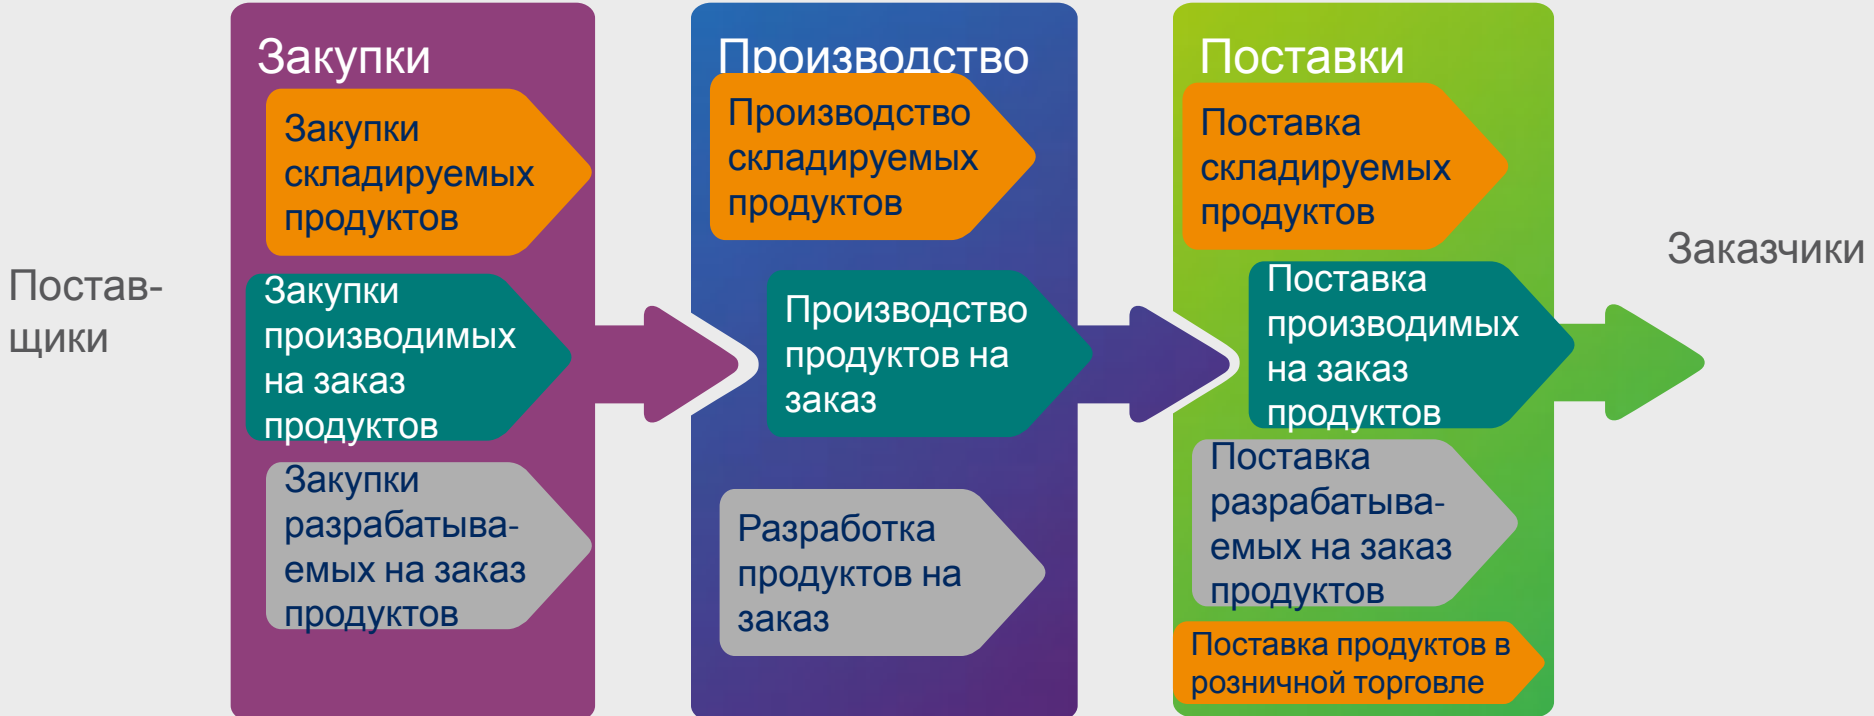 Постав-
щики
Закупки
Закупки
складируемых
продуктов
Закупки
производимых
на заказ
продуктов
Закупки
разрабатыва-
емых на заказ
продуктов
Производство
Производство
складируемых
продуктов
Производство
продуктов на
заказ
Разработка
продуктов на
заказ
Поставки
Поставка
складируемых
продуктов
Поставка
производимых
на заказ
продуктов
Поставка
разрабатыва-
емых на заказ
продуктов
Поставка продуктов в
розничной торговле
Заказчики